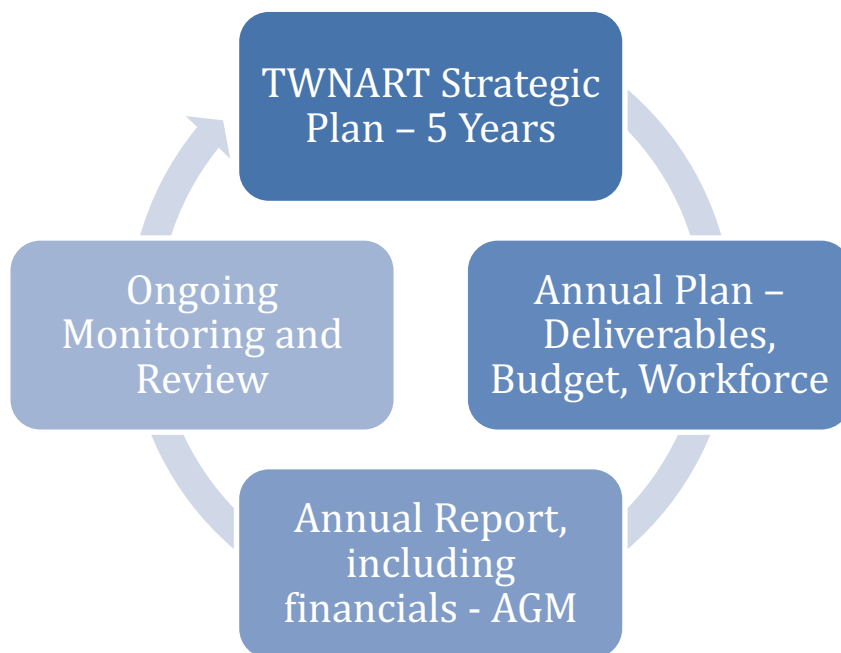 TWNART Strategic
Plan – 5 Years
Annual Plan –
Deliverables,
Budget, Workforce
Annual Report,
including
financials - AGM
Ongoing
Monitoring and
Review